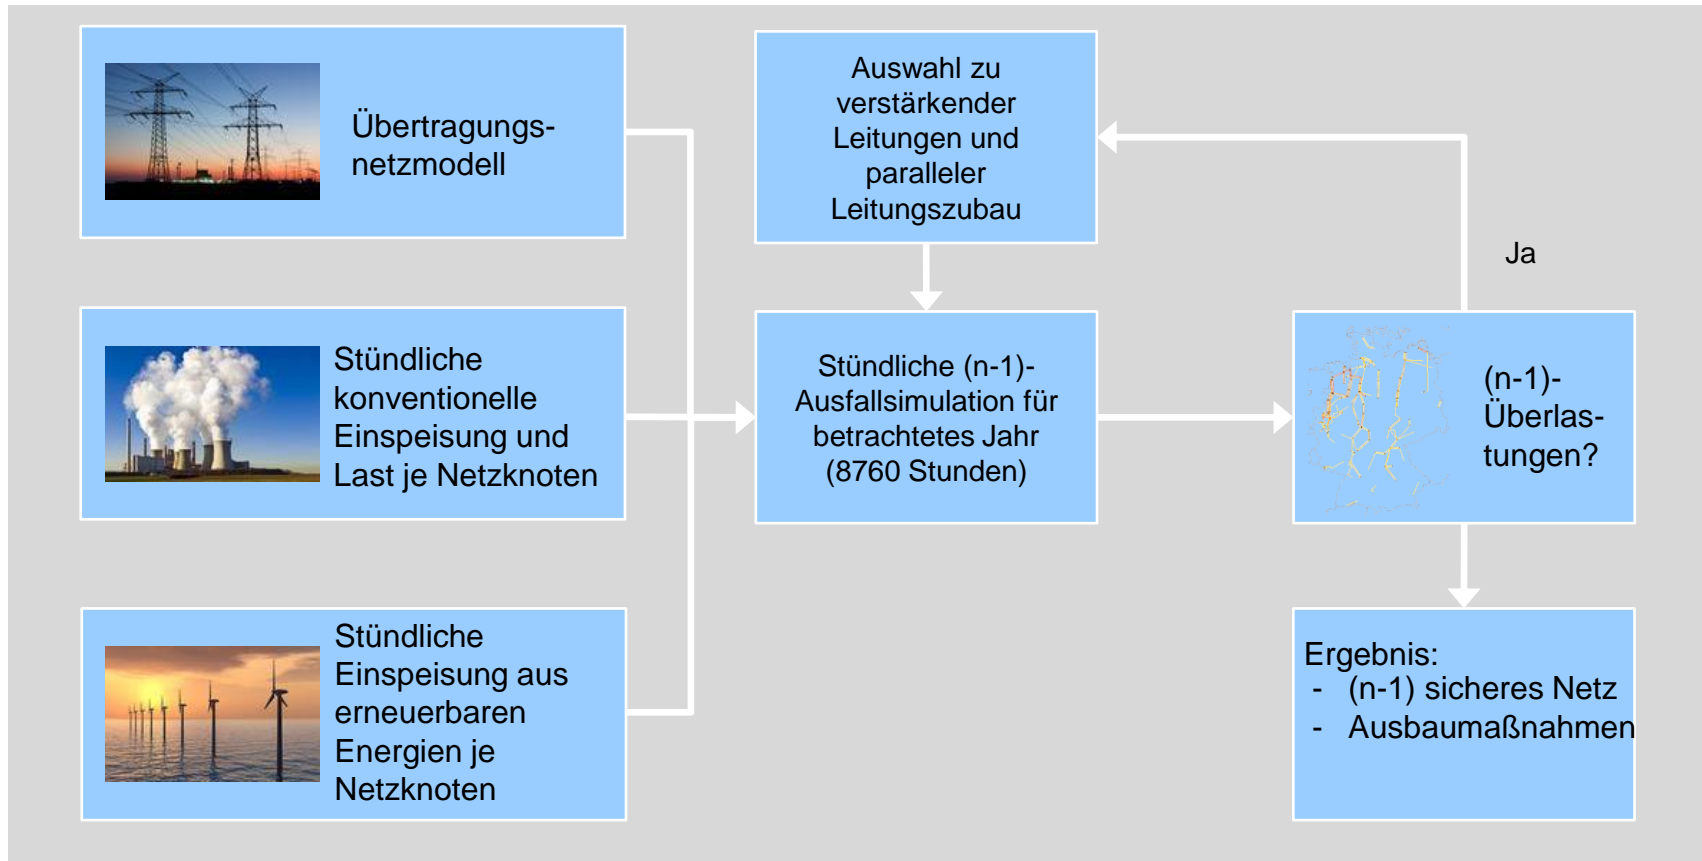 Übertragungs-
netzmodell
Stündliche
konventionelle
Einspeisung und
Last je Netzknoten
Stündliche
Einspeisung aus
erneuerbaren
Energien je
Netzknoten
Auswahl zu
verstärkender
Leitungen und
paralleler
Leitungszubau
Stündliche (n-1)-
Ausfallsimulation für
betrachtetes Jahr
(8760 Stunden)
Ja
(n-1)-
Überlas-
tungen?
Ergebnis:
- (n-1) sicheres Netz
- Ausbaumaßnahmen